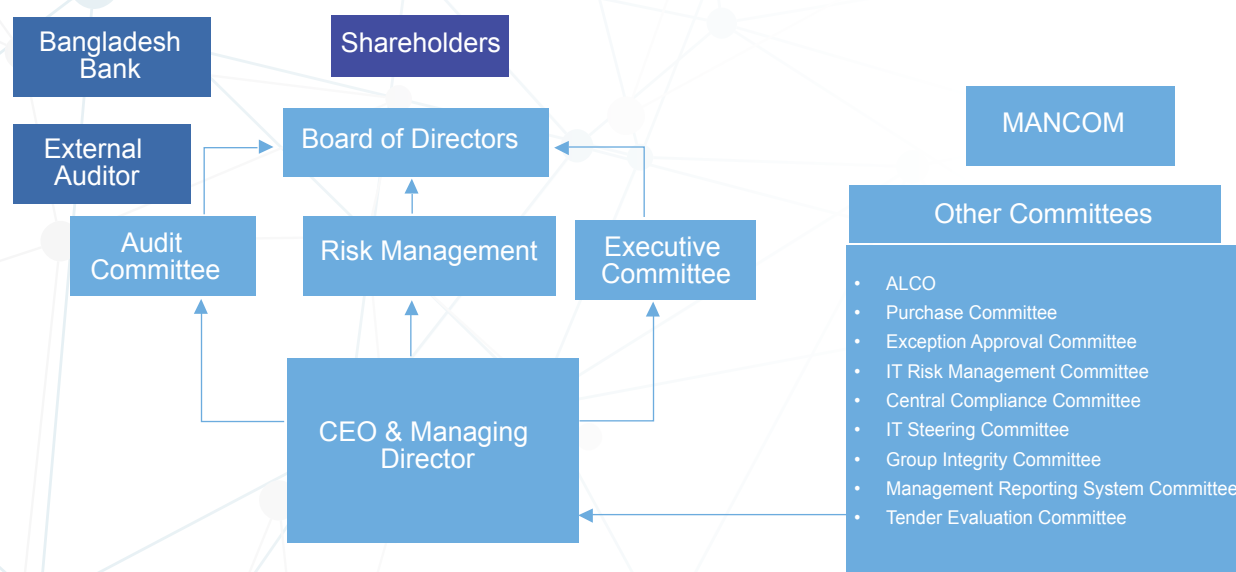 Bangladesh
Bank
Shareholders
External
Auditor
Board of Directors
MANCOM
Audit
Committee
Risk Management
Executive
Committee
Other Committees
• ALCO
• Purchase Committee
• Exception Approval Committee
• IT Risk Management Committee
• Central Compliance Committee
• IT Steering Committee
• Group Integrity Committee
• Management Reporting System Committee
• Tender Evaluation Committee
CEO & Managing
Director